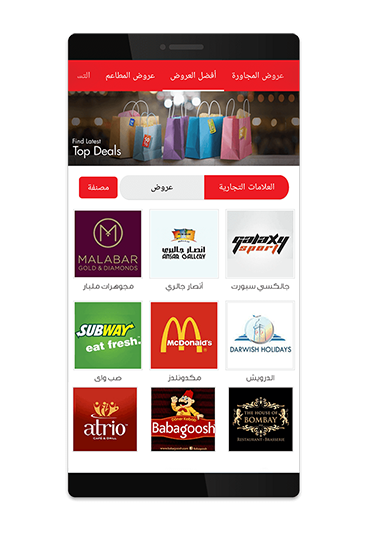 عروض المجاورة
أفضل العروض
عروض المطاعم
التس
Find Latest
Top Deals
العلامات التجارية
عروض
مصنفة
galaxy
sport
انصار جاليري
ANSAR GALLERY
MALABAR
GOLD & DIAMONDS
جالكسي سبورت
أنصار جالري
مجوهرات ملبار
DARWISH HOLIDAYS
McDonald's
SUBWAY
eat fresh.
الدرويش
مكدونلدز
صب واي
THE HOUSE OF
BOMBAY
RESTAURANT - BRASSERIE
Babagoosh
atrio
CAFE & GRILL